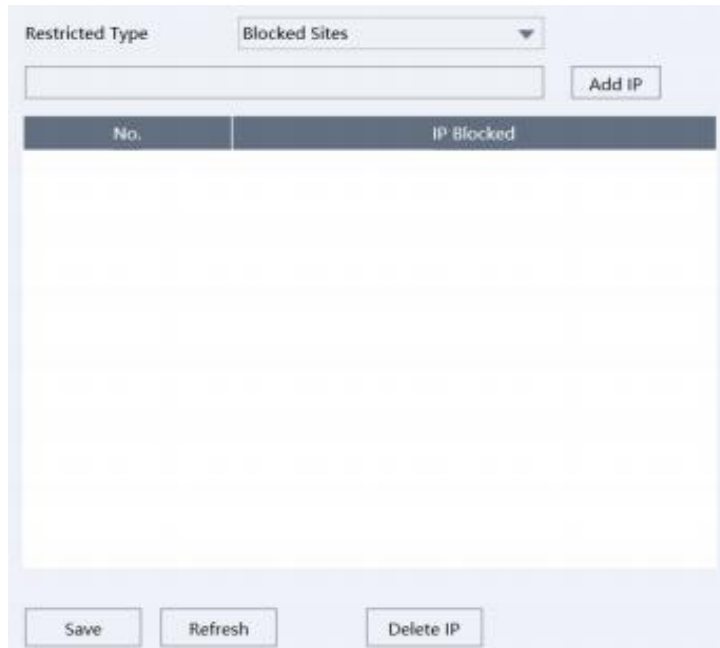 Restricted Type Blocked Sites
Add IP
No. IP Blocked
Save Refresh Delete IP